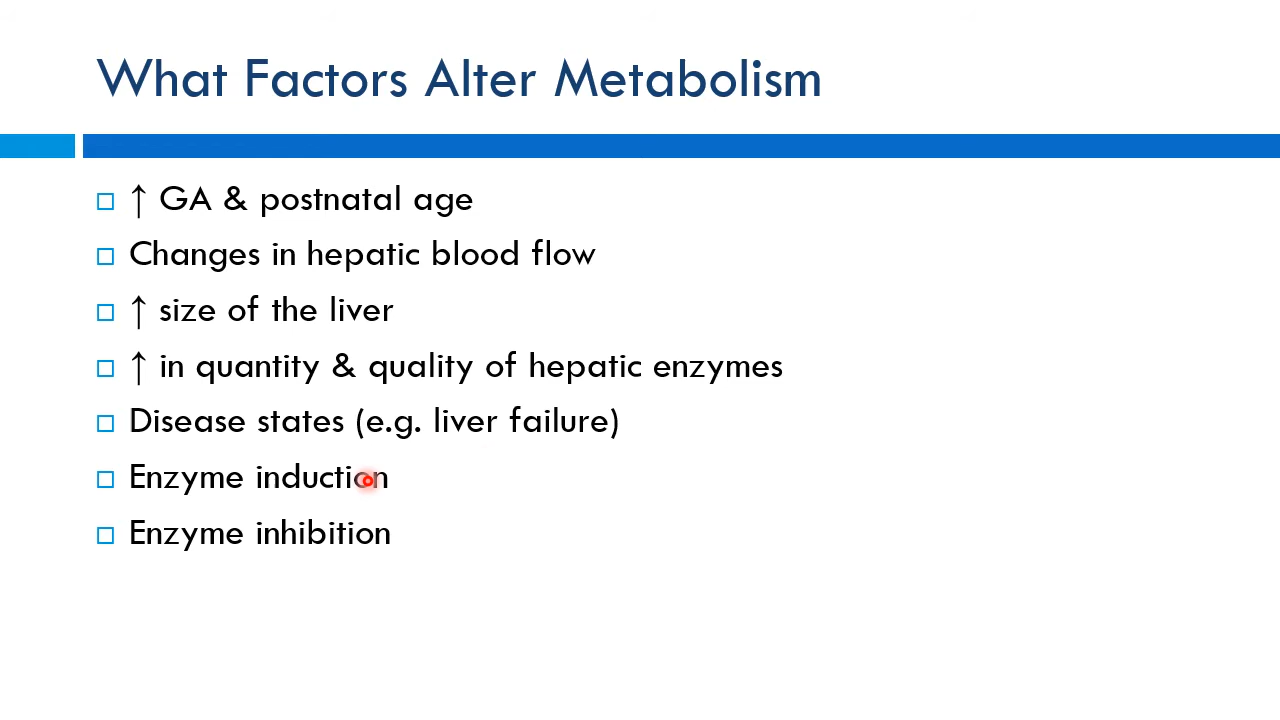 What Factors Alter Metabolism
↑ GA & postnatal age
Changes in hepatic blood flow
↑ size of the liver
↑ in quantity & quality of hepatic enzymes
Disease states (e.g. liver failure)
Enzyme induction
Enzyme inhibition